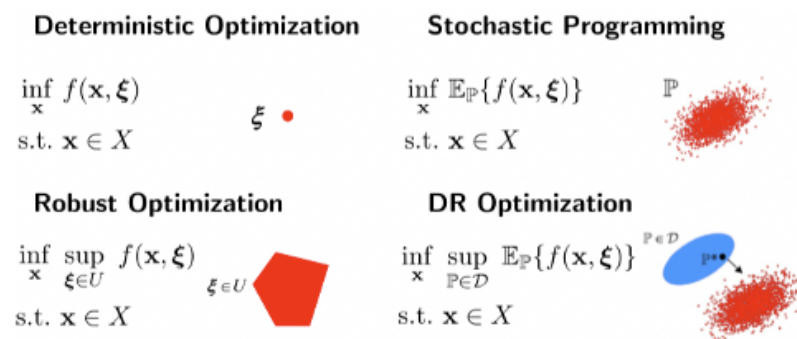 Deterministic Optimization
inf f(x, ξ)
x
s.t. x ∈ X
ξ
Stochastic Programming
inf 𝔼ℙ{f(x, ξ)}
x
s.t. x ∈ X
ℙ
Robust Optimization
inf sup f(x, ξ)
x ξ∈U
s.t. x ∈ X
ξ∈U
DR Optimization
inf sup 𝔼ℙ{f(x, ξ)}
x ℙ∈𝒟
s.t. x ∈ X
ℙ∈𝒟